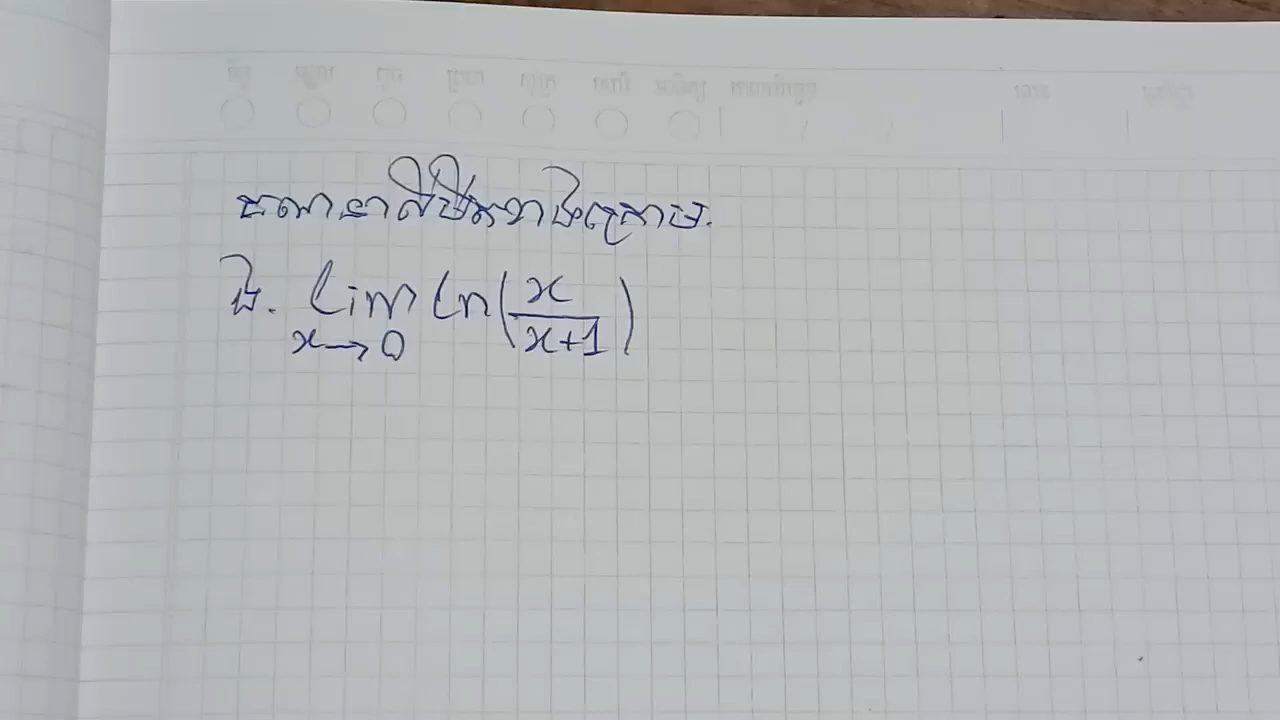 គណនាលីមីតខាងក្រោម.
ង. lim ln(x/(x+1))
x→0